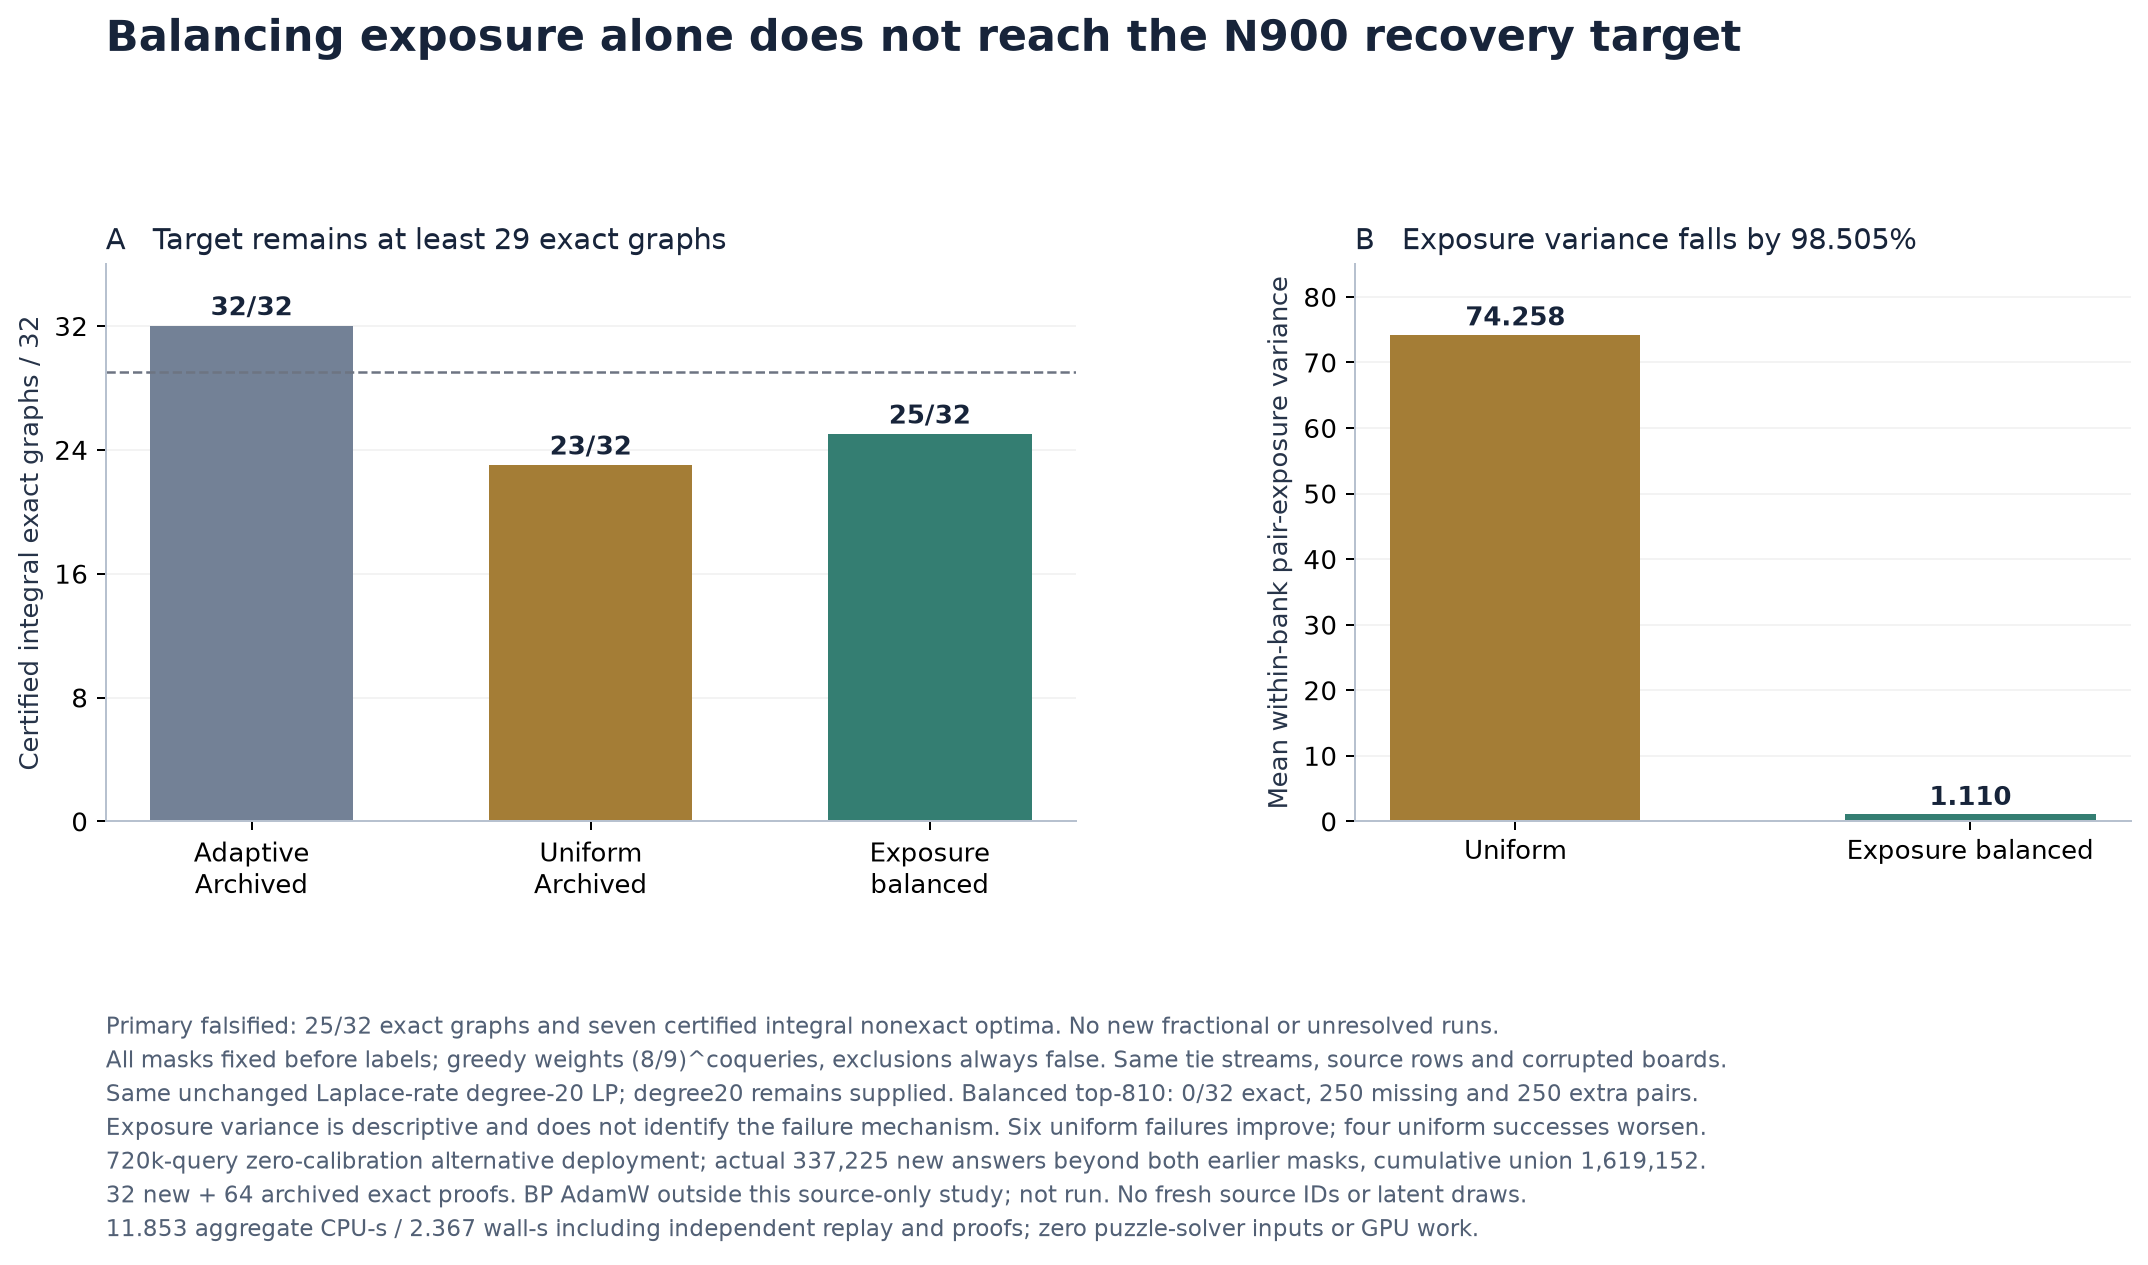 Balancing exposure alone does not reach the N900 recovery target
A Target remains at least 29 exact graphs
Certified integral exact graphs / 32
32
24
16
8
0
32/32
23/32
25/32
Adaptive
Archived
Uniform
Archived
Exposure
balanced
B Exposure variance falls by 98.505%
Mean within-bank pair-exposure variance
80
70
60
50
40
30
20
10
0
74.258
1.110
Uniform
Exposure balanced
Primary falsified: 25/32 exact graphs and seven certified integral nonexact optima. No new fractional or unresolved runs.
All masks fixed before labels; greedy weights (8/9)^coqueries, exclusions always false. Same tie streams, source rows and corrupted boards.
Same unchanged Laplace-rate degree-20 LP; degree20 remains supplied. Balanced top-810: 0/32 exact, 250 missing and 250 extra pairs.
Exposure variance is descriptive and does not identify the failure mechanism. Six uniform failures improve; four uniform successes worsen.
720k-query zero-calibration alternative deployment; actual 337,225 new answers beyond both earlier masks, cumulative union 1,619,152.
32 new + 64 archived exact proofs. BP AdamW outside this source-only study; not run. No fresh source IDs or latent draws.
11.853 aggregate CPU-s / 2.367 wall-s including independent replay and proofs; zero puzzle-solver inputs or GPU work.